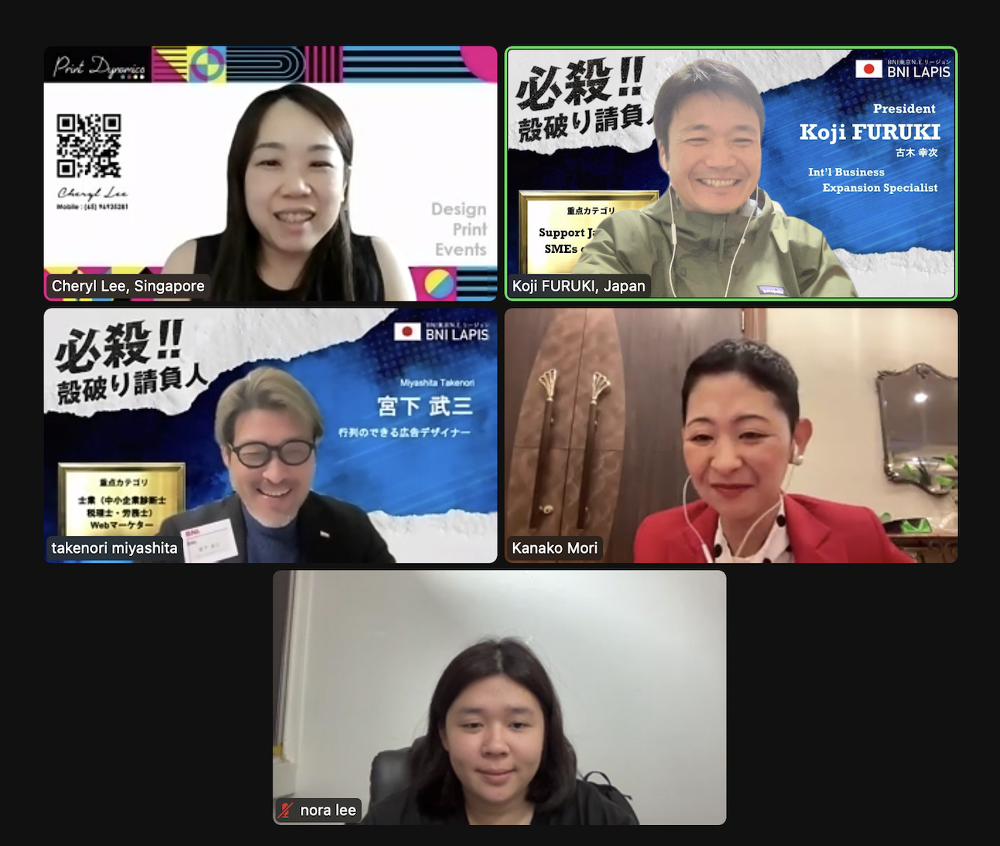 Print Dynamics
Cheryl Lee
Mobile : (65) 96935281
Design
Print
Events
Cheryl Lee, Singapore
必殺!!
殻破り請負人
BNI東京N.E.リージョン
BNI LAPIS
President
Koji FURUKI
古木 幸次
Int'l Business
Expansion Specialist
重点カテゴリ
Support
SMEs
Koji FURUKI, Japan
必殺!!
殻破り請負人
BNI東京N.E.リージョン
BNI LAPIS
Miyashita Takenori
宮下 武三
行列のできる広告デザイナー
重点カテゴリ
士業（中小企業診断士
税理士・労務士）
Webマーケター
BNI
takenori miyashita
Kanako Mori
nora lee